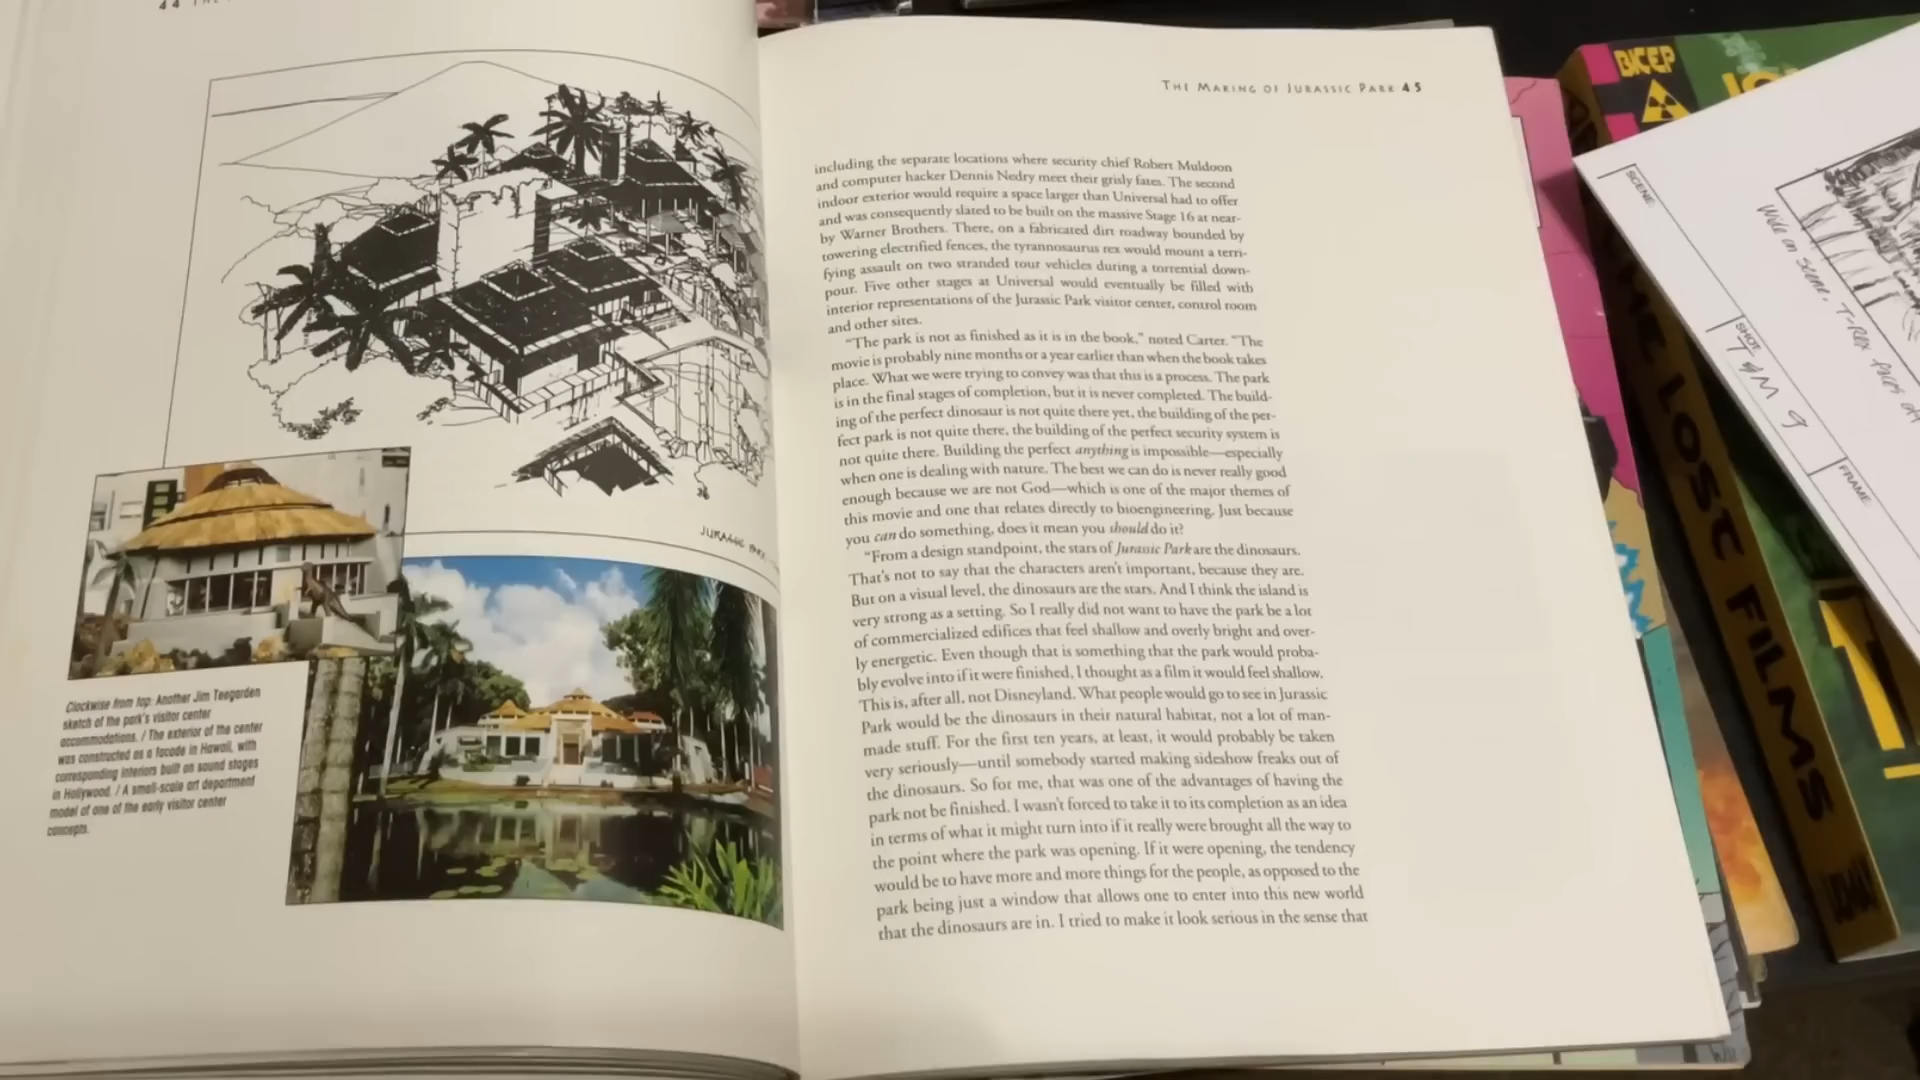 44 THE
JURASSIC PARK
Clockwise from top: Another Jim Teegarden
sketch of the park's visitor center
accommodations. / The exterior of the center
was constructed as a facade in Hawaii, with
corresponding interiors built on sound stages
in Hollywood. / A small-scale art department
model of one of the early visitor center
concepts.
THE MAKING OF JURASSIC PARK 45
including the separate locations where security chief Robert Muldoon
and computer hacker Dennis Nedry meet their grisly fates. The second
indoor exterior would require a space larger than Universal had to offer
and was consequently slated to be built on the massive Stage 16 at near-
by Warner Brothers. There, on a fabricated dirt roadway bounded by
towering electrified fences, the tyrannosaurus rex would mount a terri-
fying assault on two stranded tour vehicles during a torrential down-
pour. Five other stages at Universal would eventually be filled with
interior representations of the Jurassic Park visitor center, control room
and other sites.
"The park is not as finished as it is in the book," noted Carter. "The
movie is probably nine months or a year earlier than when the book takes
place. What we were trying to convey was that this is a process. The park
is in the final stages of completion, but it is never completed. The build-
ing of the perfect dinosaur is not quite there yet, the building of the per-
fect park is not quite there, the building of the perfect security system is
not quite there. Building the perfect anything is impossible—especially
when one is dealing with nature. The best we can do is never really good
enough because we are not God—which is one of the major themes of
this movie and one that relates directly to bioengineering. Just because
you can do something, does it mean you should do it?
"From a design standpoint, the stars of Jurassic Park are the dinosaurs.
That's not to say that the characters aren't important, because they are.
But on a visual level, the dinosaurs are the stars. And I think the island is
very strong as a setting. So I really did not want to have the park be a lot
of commercialized edifices that feel shallow and overly bright and over-
ly energetic. Even though that is something that the park would proba-
bly evolve into if it were finished, I thought as a film it would feel shallow.
This is, after all, not Disneyland. What people would go to see in Jurassic
Park would be the dinosaurs in their natural habitat, not a lot of man-
made stuff. For the first ten years, at least, it would probably be taken
very seriously—until somebody started making sideshow freaks out of
the dinosaurs. So for me, that was one of the advantages of having the
park not be finished. I wasn't forced to take it to its completion as an idea
in terms of what it might turn into if it really were brought all the way to
the point where the park was opening. If it were opening, the tendency
would be to have more and more things for the people, as opposed to the
park being just a window that allows one to enter into this new world
that the dinosaurs are in. I tried to make it look serious in the sense that
BICEP
THE LOST FILMS
SCENE
Wide on scene. T-Rex paces
SHOT
FRAME